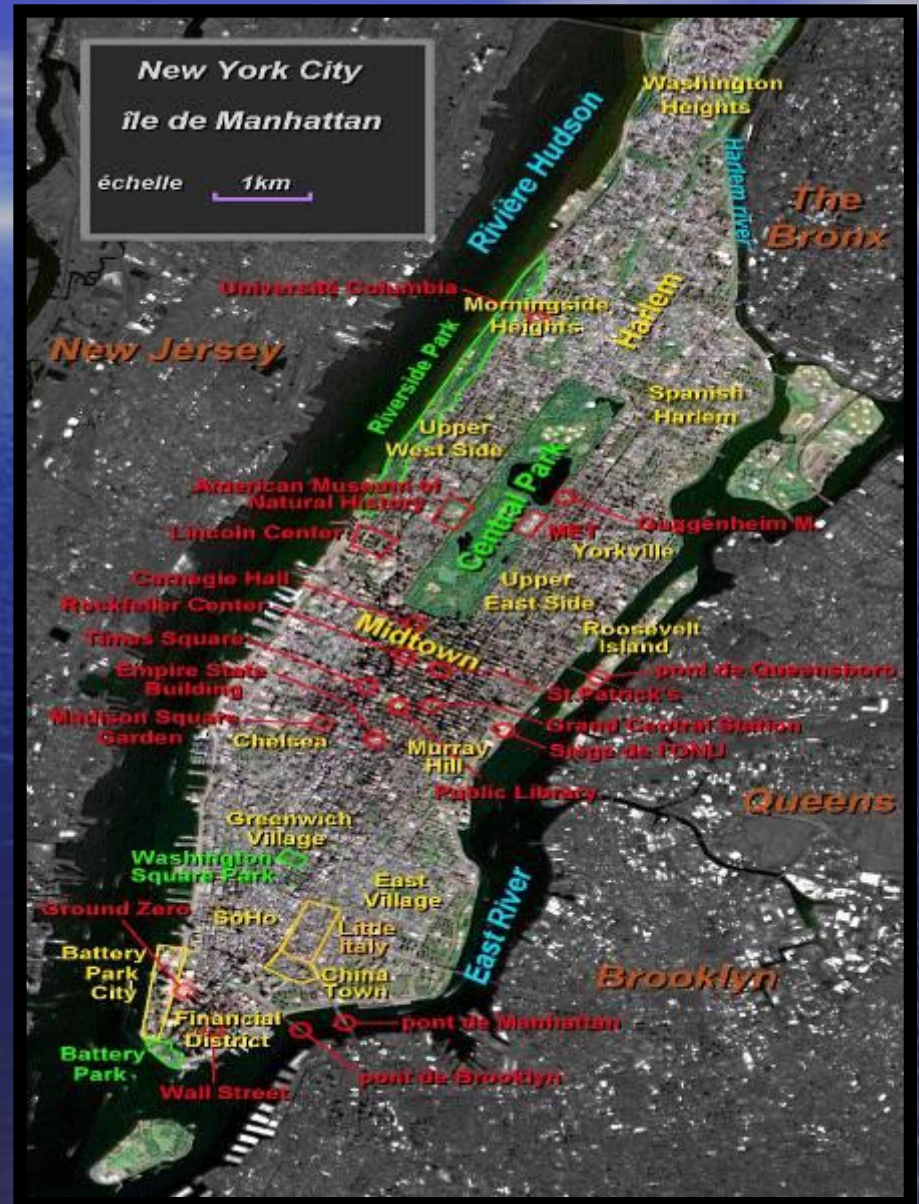 New York City
île de Manhattan
échelle 1km
Washington
Heights
Rivière Hudson
Harlem river
The
Bronx
Université Columbia
Morningside
Heights
Harlem
New Jersey
Riverside Park
Spanish
Harlem
Upper
West Side
American Museum of
Natural History
Central Park
Guggenheim M.
Lincoln Center
MET
Yorkville
Carnegie Hall
Upper
East Side
Rockfeller Center
Midtown
Roosevelt
Island
Times Square
pont de Queensboro
Empire State
Building
St Patrick's
Madison Square
Garden
Grand Central Station
Chelsea
Murray
Hill
Siège de l'ONU
Public Library
Queens
Greenwich
Village
Washington
Square Park
East
Village
Ground Zero
SoHo
Little
Italy
East River
Battery
Park
City
China
Town
Brooklyn
Financial
District
pont de Manhattan
Battery
Park
pont de Brooklyn
Wall Street